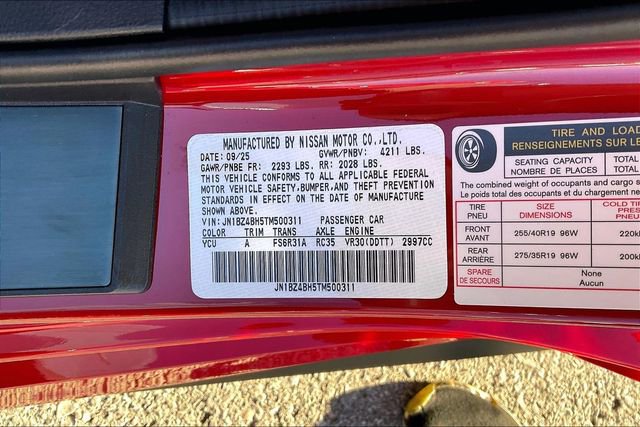 MANUFACTURED BY NISSAN MOTOR CO.,LTD.
DATE: 09/25 GVWR/PNBV: 4211 LBS.
GAWR/PNBE FR: 2293 LBS. RR: 2028 LBS.
THIS VEHICLE CONFORMS TO ALL APPLICABLE FEDERAL
MOTOR VEHICLE SAFETY,BUMPER,AND THEFT PREVENTION
STANDARDS IN EFFECT ON THE DATE OF MANUFACTURE
SHOWN ABOVE.
VIN: JN1BZ4BH5TM500311 PASSENGER CAR
COLOR TRIM TRANS AXLE ENGINE
YCU A FS6R31A RC35 VR30(DDTT) 2997CC
JN1BZ4BH5TM500311
TIRE AND LOAD
RENSEIGNEMENTS SUR LE
SEATING CAPACITY TOTAL
NOMBRE DE PLACES TOTAL
The combined weight of occupants and cargo s
Le poids total des occupants et du chargement ne
TIRE SIZE COLD TI
PNEU DIMENSIONS PRES
PNEU
FRONT 255/40R19 96W 220k
AVANT
REAR 275/35R19 96W 200k
ARRIÈRE
SPARE None
DE SECOURS Aucun